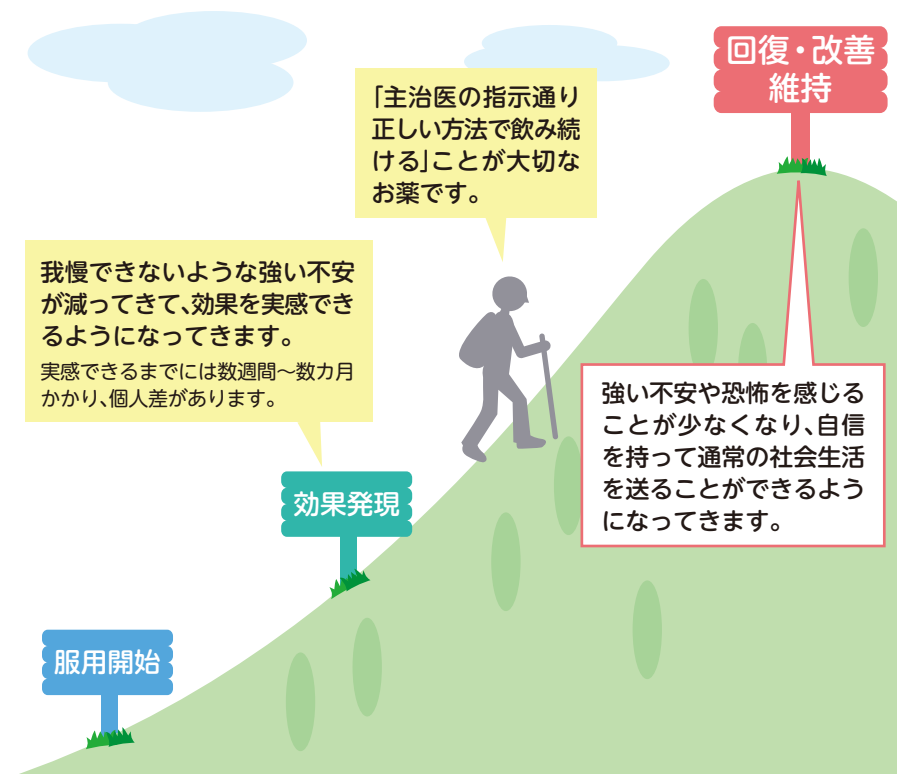 回復・改善
維持
「主治医の指示通り
正しい方法で飲み続
ける」ことが大切な
お薬です。
我慢できないような強い不安
が減ってきて、効果を実感でき
るようになってきます。
実感できるまでには数週間〜数カ月
かかり、個人差があります。
強い不安や恐怖を感じる
ことが少なくなり、自信
を持って通常の社会生活
を送ることができるよう
になってきます。
効果発現
服用開始